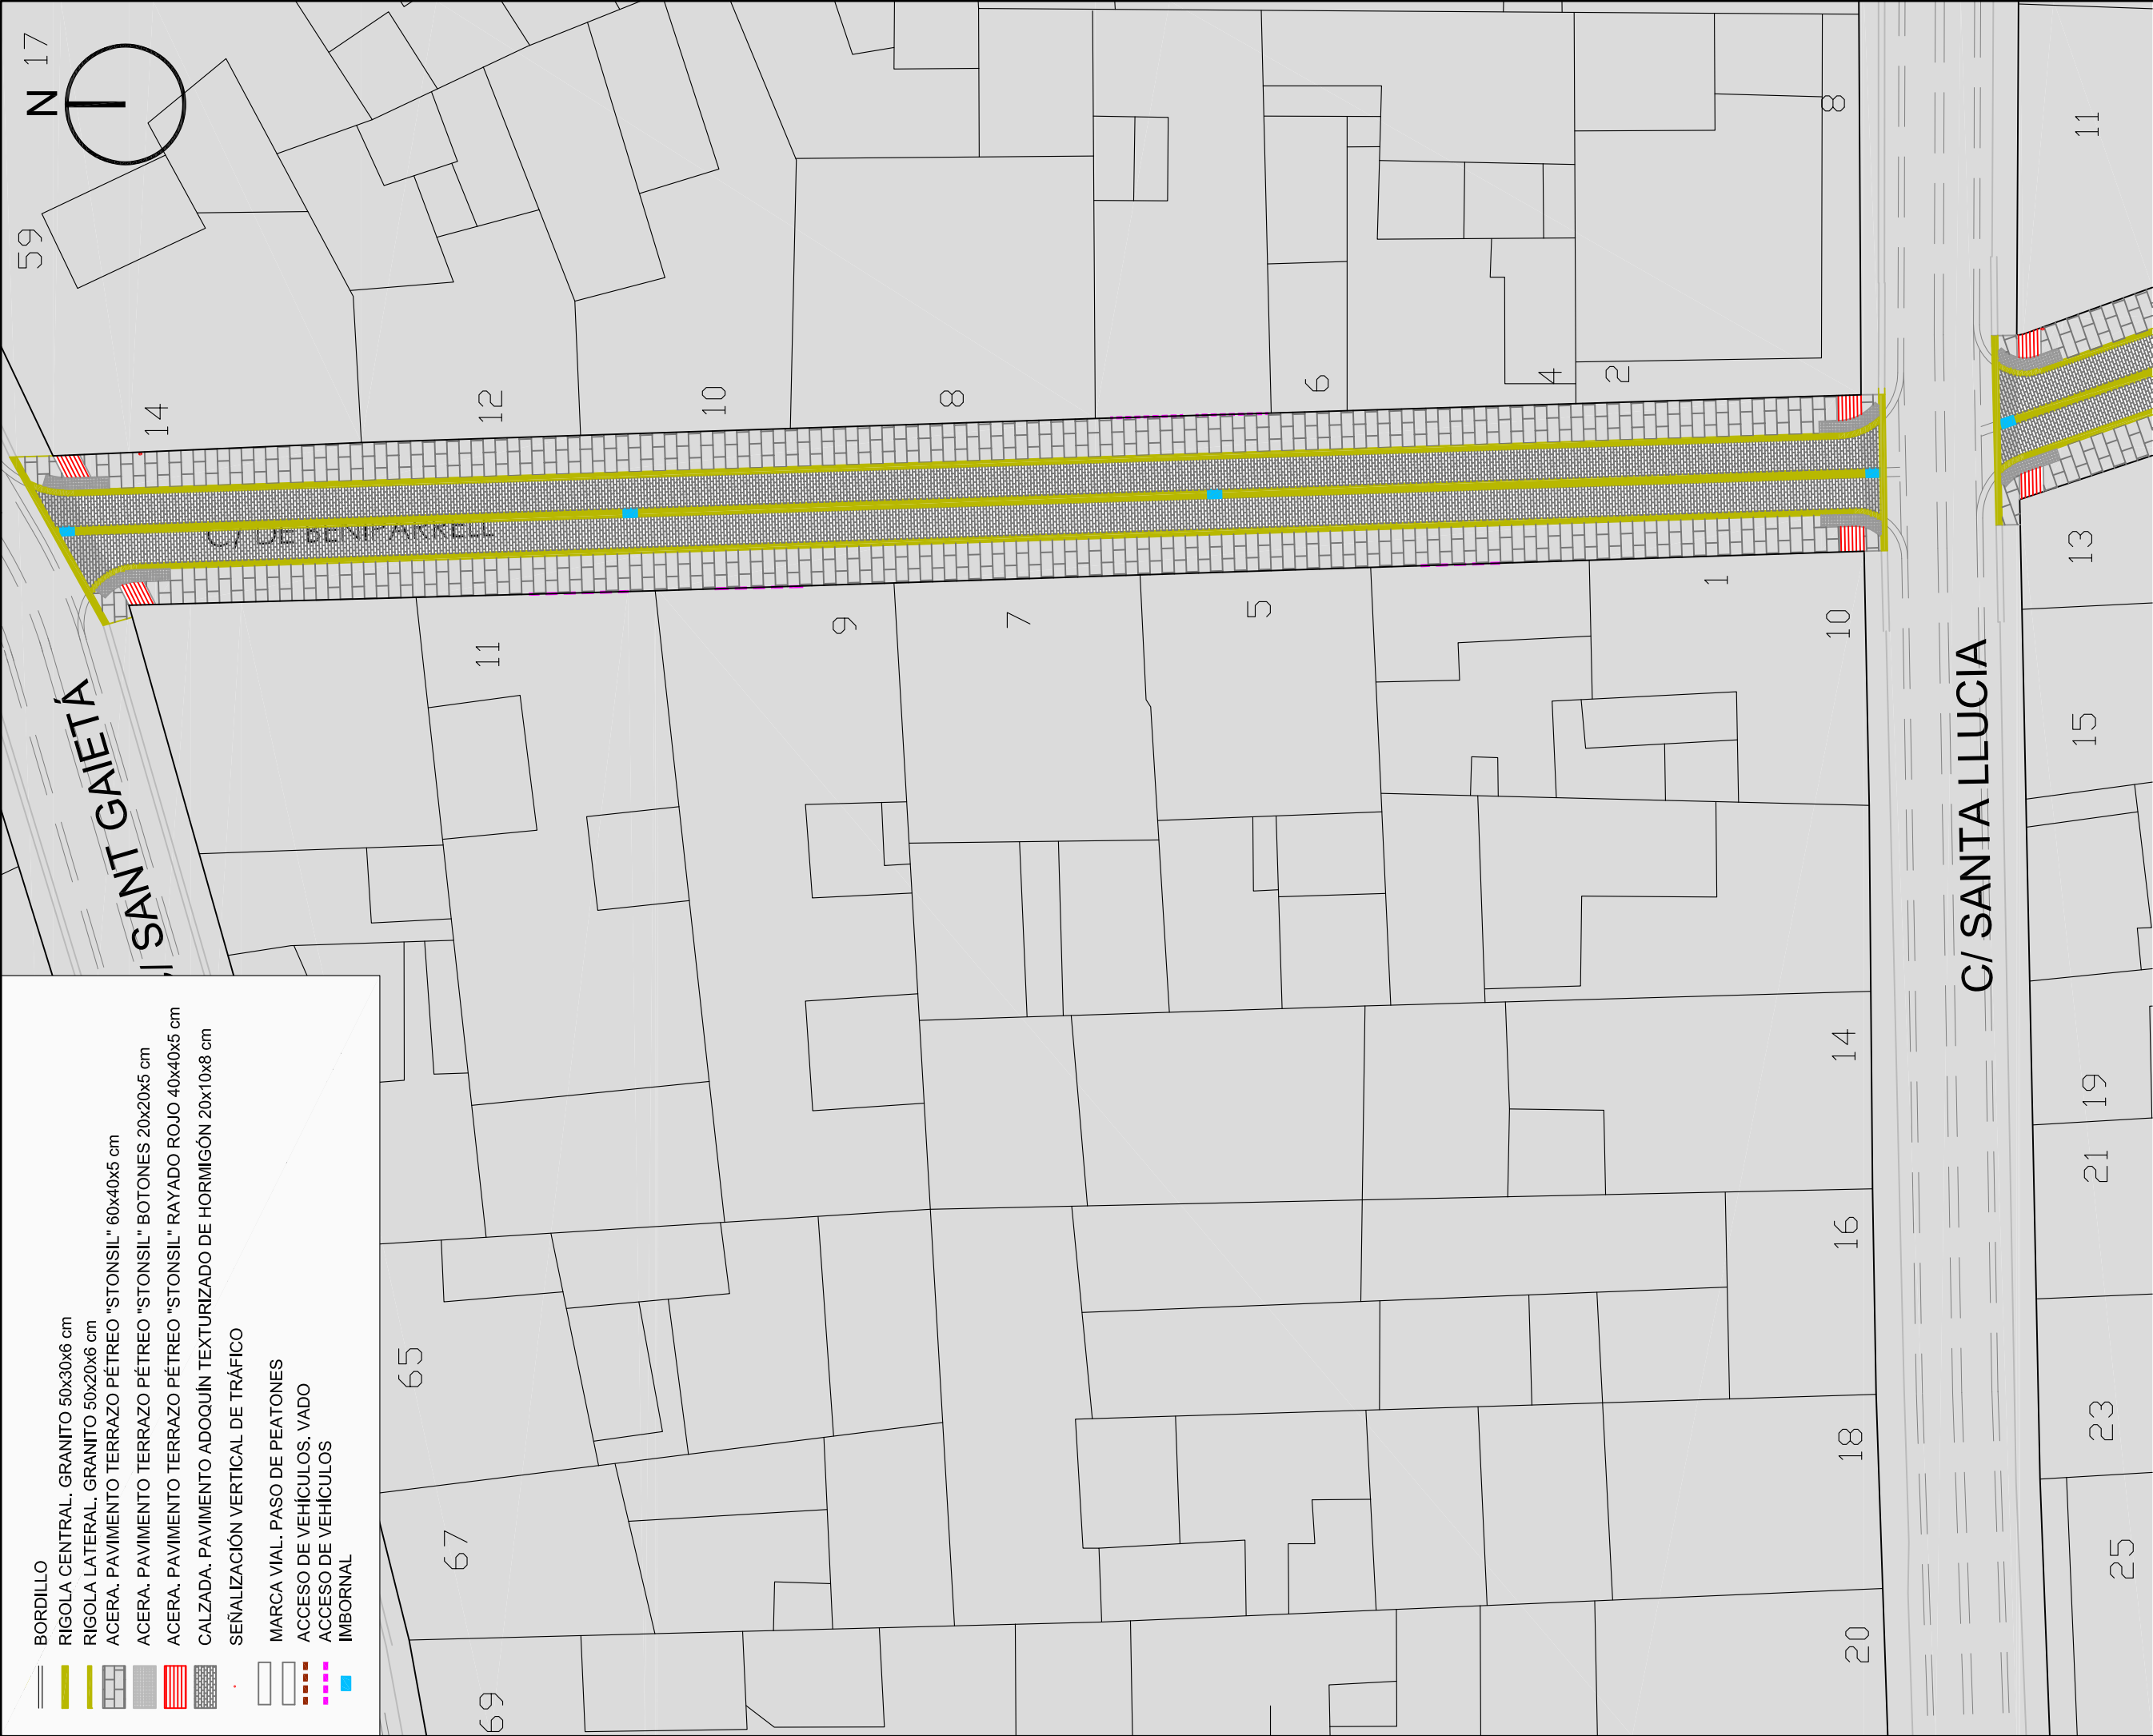 N
17
59
14
12
10
8
6
4
2
8
11
C/ DE BENIPARRELL
11
9
7
5
1
10
13
15
SANT GAIETÀ
C/ SANTA LLUCIA
14
19
21
16
65
23
18
67
25
20
69
BORDILLO
RIGOLA CENTRAL. GRANITO 50x30x6 cm
RIGOLA LATERAL. GRANITO 50x20x6 cm
ACERA. PAVIMENTO TERRAZO PÉTREO "STONSIL" 60x40x5 cm
ACERA. PAVIMENTO TERRAZO PÉTREO "STONSIL" BOTONES 20x20x5 cm
ACERA. PAVIMENTO TERRAZO PÉTREO "STONSIL" RAYADO ROJO 40x40x5 cm
CALZADA. PAVIMENTO ADOQUÍN TEXTURIZADO DE HORMIGÓN 20x10x8 cm
SEÑALIZACIÓN VERTICAL DE TRÁFICO
MARCA VIAL. PASO DE PEATONES
ACCESO DE VEHÍCULOS. VADO
ACCESO DE VEHÍCULOS
IMBORNAL